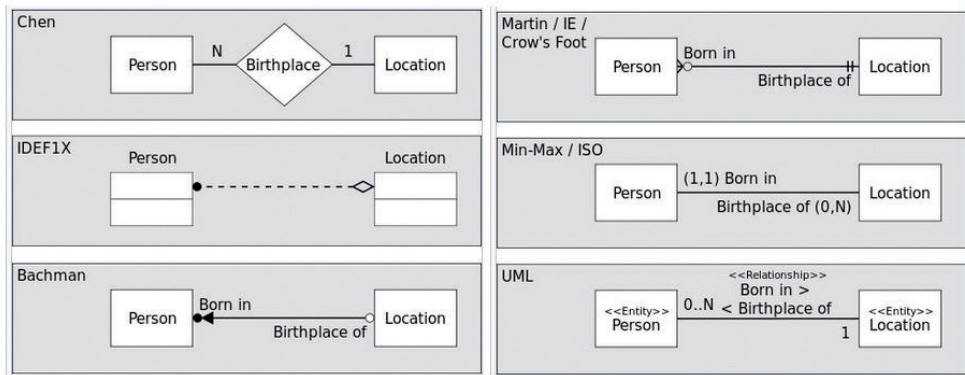 Chen
Person
N
Birthplace
1
Location
IDEF1X
Person
Location
Bachman
Person
Born in
Birthplace of
Location
Martin / IE /
Crow's Foot
Person
Born in
Birthplace of
Location
Min-Max / ISO
Person
(1,1) Born in
Birthplace of (0,N)
Location
UML
<<Relationship>>
Born in >
< Birthplace of
<<Entity>>
Person
0..N
1
<<Entity>>
Location